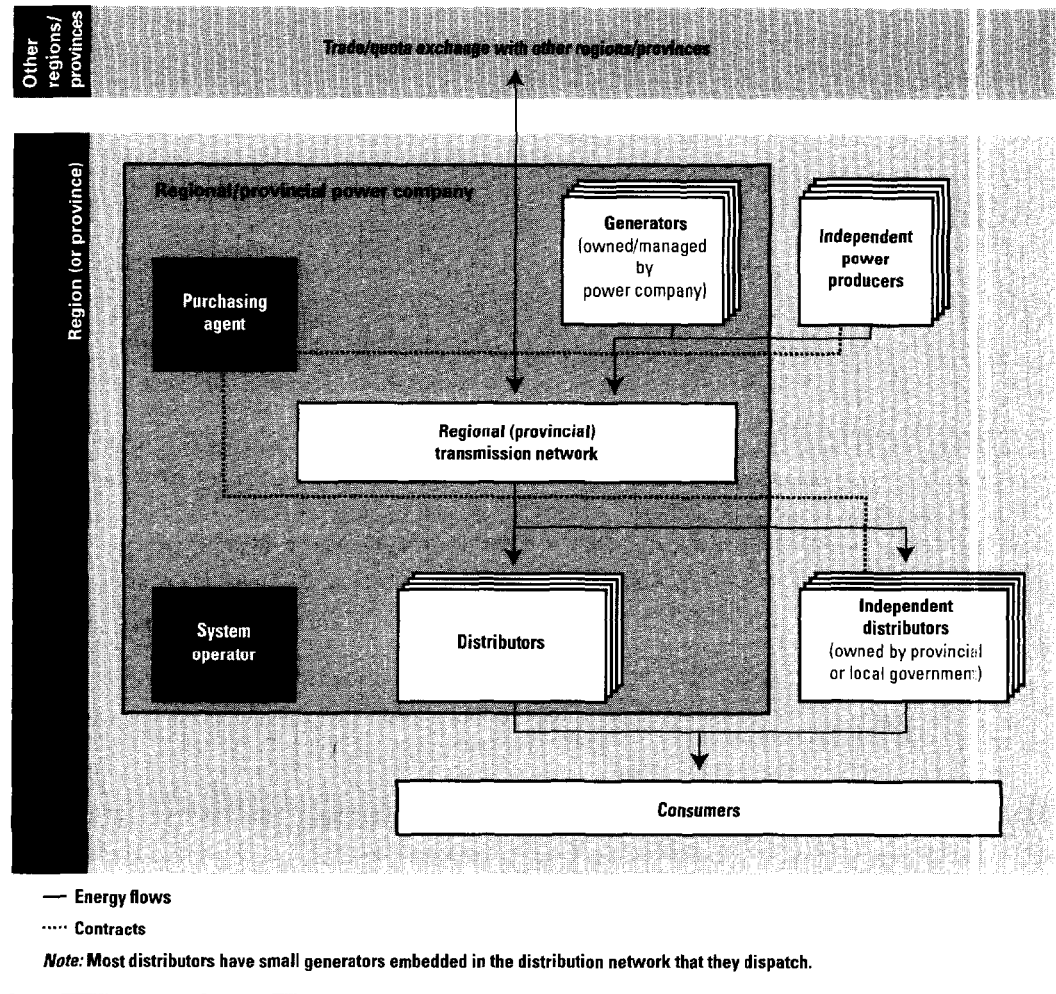 Other
regions/
provinces
Trade/quota exchange with other regions/provinces
Region (or province)
Regional/provincial power company
Generators
(owned/managed
by
power company)
Independent
power
producers
Purchasing
agent
Regional (provincial)
transmission network
System
operator
Distributors
Independent
distributors
(owned by provincial
or local government)
Consumers
— Energy flows
····· Contracts
Note: Most distributors have small generators embedded in the distribution network that they dispatch.